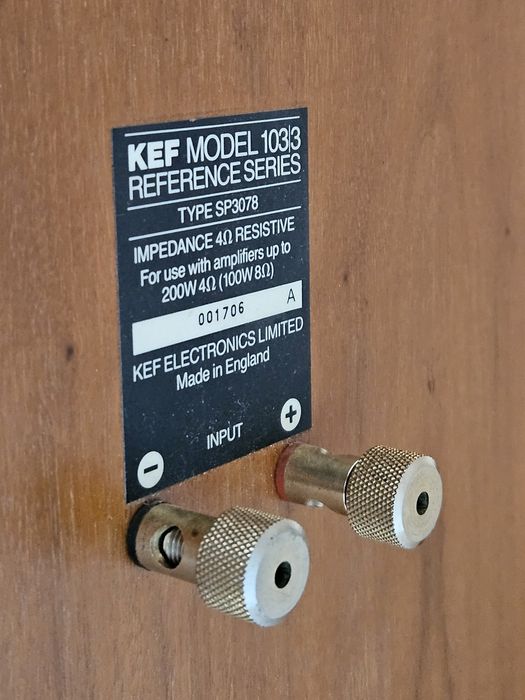 KEF MODEL 103/3
REFERENCE SERIES
TYPE SP3078
IMPEDANCE 4Ω RESISTIVE
For use with amplifiers up to
200W 4Ω (100W 8Ω)
001706 A
KEF ELECTRONICS LIMITED
Made in England
INPUT
− +